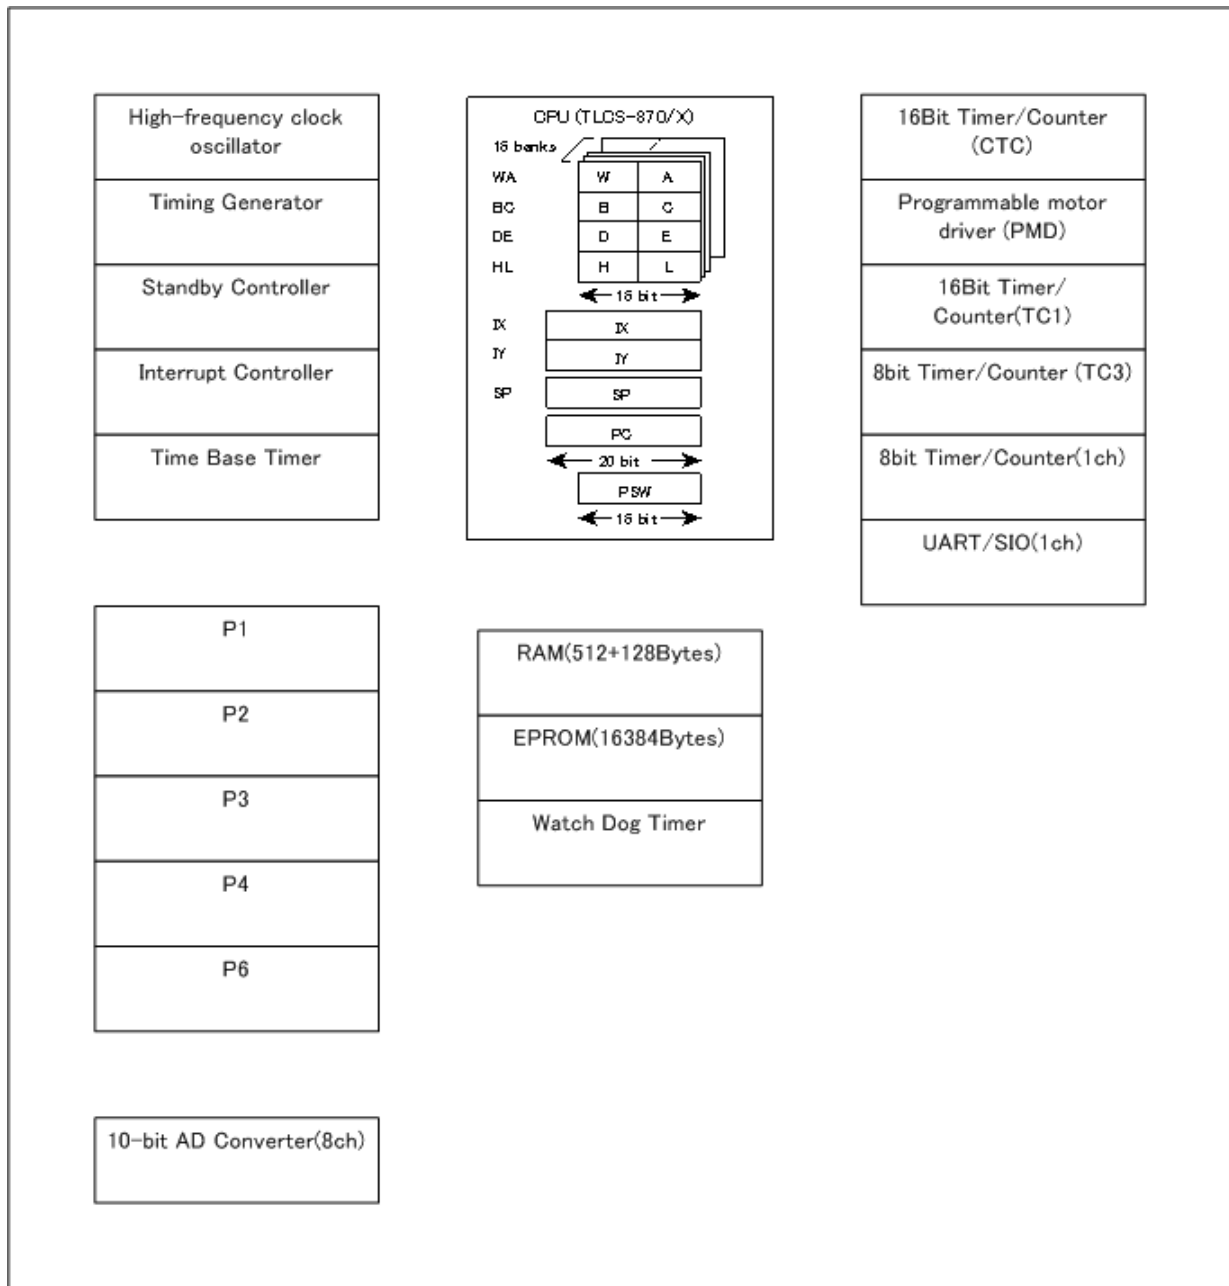 High-frequency clock
oscillator
Timing Generator
Standby Controller
Interrupt Controller
Time Base Timer
P1
P2
P3
P4
P6
10-bit AD Converter(8ch)
CPU (TLCS-870/X)
16 banks
WA
W
A
BC
B
C
DE
D
E
HL
H
L
16 bit
IX
IX
IY
IY
SP
SP
PC
20 bit
PSW
16 bit
RAM(512+128Bytes)
EPROM(16384Bytes)
Watch Dog Timer
16Bit Timer/Counter
(CTC)
Programmable motor
driver (PMD)
16Bit Timer/
Counter(TC1)
8bit Timer/Counter (TC3)
8bit Timer/Counter(1ch)
UART/SIO(1ch)